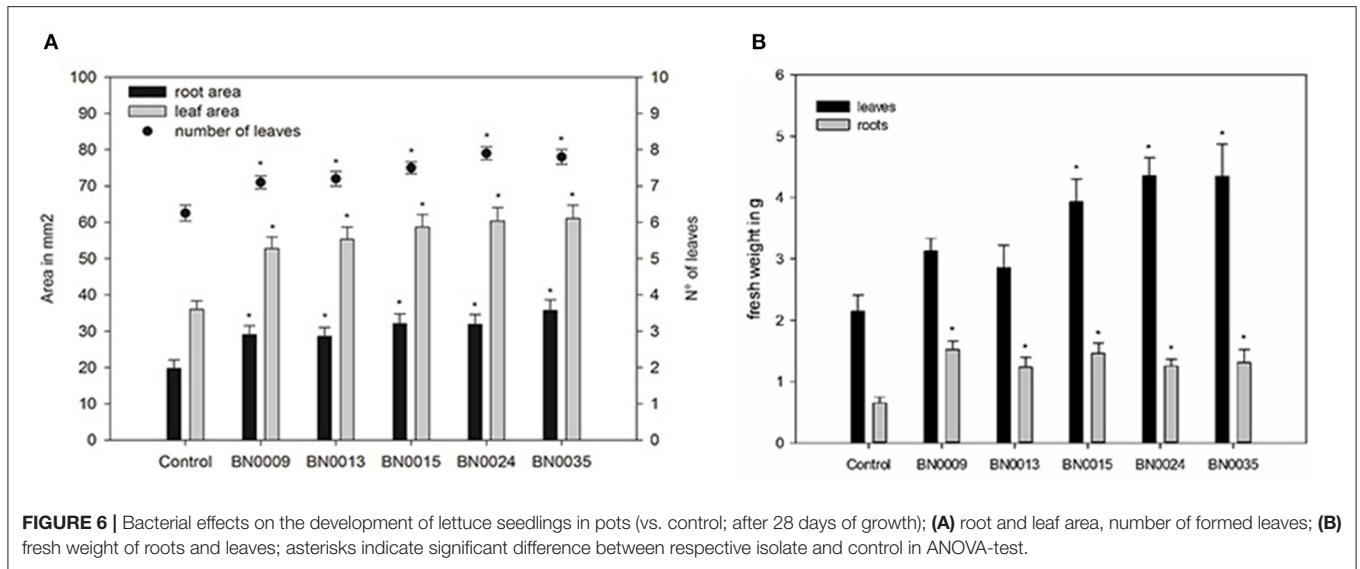 A
100
90
80
70
60
50
40
30
20
10
0
Area in mm2
root area
leaf area
number of leaves
* * * * *
* * * * *
* * * * *
10
9
8
7
6
5
4
3
2
1
0
N° of leaves
Control BN0009 BN0013 BN0015 BN0024 BN0035
B
6
5
4
3
2
1
0
fresh weight in g
leaves
roots
* * *
* * * * *
Control BN0009 BN0013 BN0015 BN0024 BN0035
FIGURE 6 | Bacterial effects on the development of lettuce seedlings in pots (vs. control; after 28 days of growth); (A) root and leaf area, number of formed leaves; (B)
fresh weight of roots and leaves; asterisks indicate significant difference between respective isolate and control in ANOVA-test.